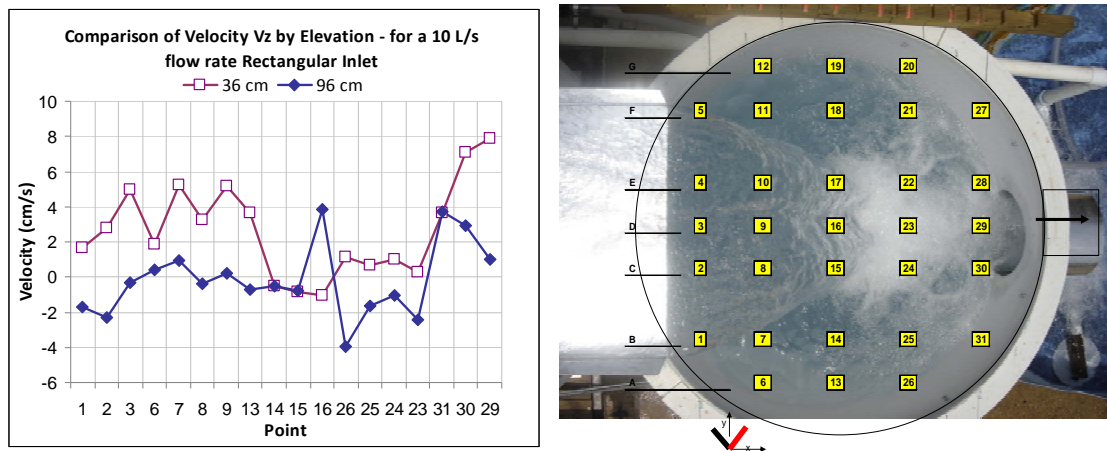 Comparison of Velocity Vz by Elevation - for a 10 L/s
flow rate Rectangular Inlet
36 cm 96 cm
10
8
6
4
2
0
-2
-4
-6
Velocity (cm/s)
1 2 3 6 7 8 9 13 14 15 16 26 25 24 23 31 30 29
Point
G 12 19 20
F 5 11 18 21 27
E 4 10 17 22 28
D 3 9 16 23 29
C 2 8 15 24 30
B 1 7 14 25 31
A 6 13 26
y
x